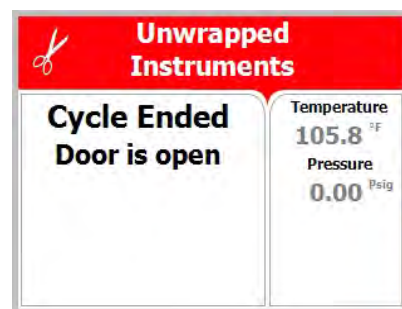 Unwrapped
Instruments
Cycle Ended
Door is open
Temperature
105.8 °F
Pressure
0.00 Psig